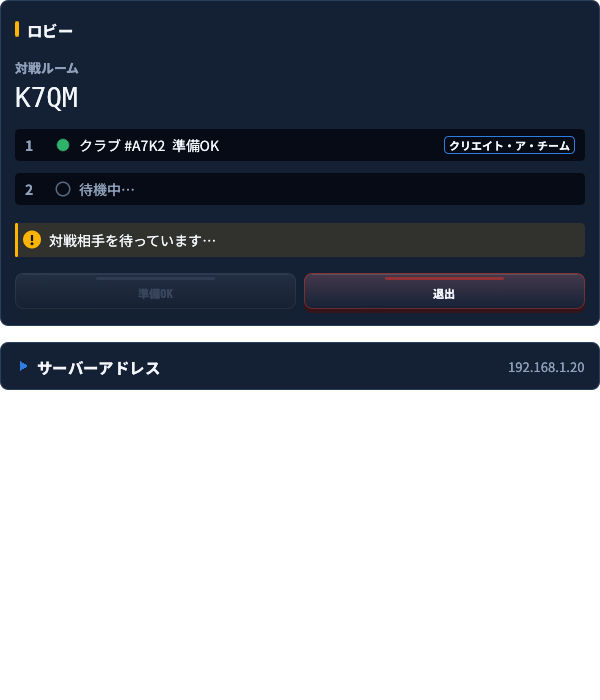 ロビー
対戦ルーム
K7QM
1 クラブ #A7K2 準備OK クリエイト・ア・チーム
2 待機中…
! 対戦相手を待っています…
準備OK 退出
サーバーアドレス 192.168.1.20